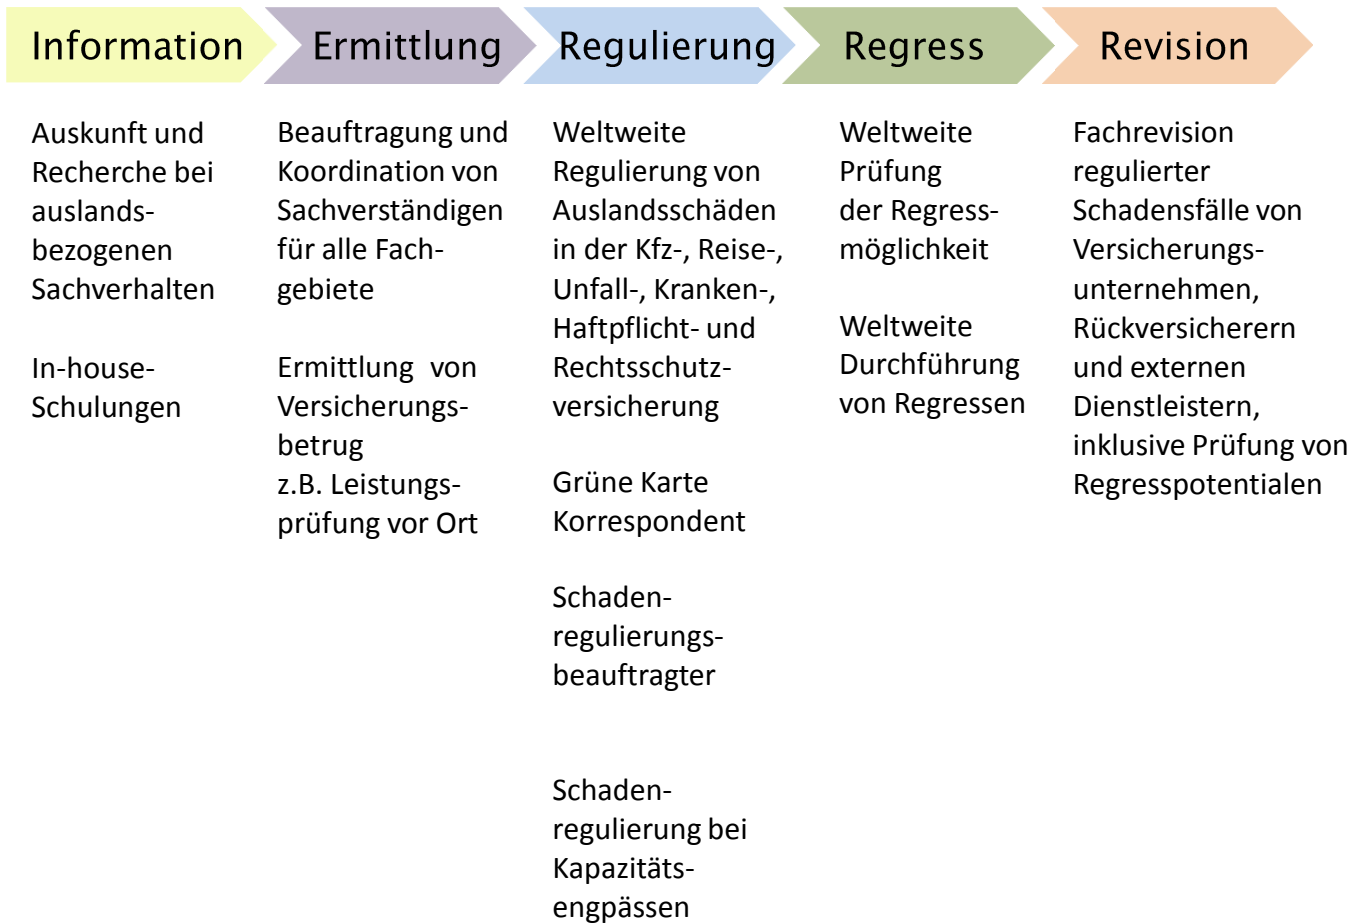 Information
Ermittlung
Regulierung
Regress
Revision
Auskunft und
Recherche bei
auslands-
bezogenen
Sachverhalten
In-house-
Schulungen
Beauftragung und
Koordination von
Sachverständigen
für alle Fach-
gebiete
Ermittlung von
Versicherungs-
betrug
z.B. Leistungs-
prüfung vor Ort
Weltweite
Regulierung von
Auslandsschäden
in der Kfz-, Reise-,
Unfall-, Kranken-,
Haftpflicht- und
Rechtsschutz-
versicherung
Grüne Karte
Korrespondent
Schaden-
regulierungs-
beauftragter
Schaden-
regulierung bei
Kapazitäts-
engpässen
Weltweite
Prüfung
der Regress-
möglichkeit
Weltweite
Durchführung
von Regressen
Fachrevision
regulierter
Schadensfälle von
Versicherungs-
unternehmen,
Rückversicherern
und externen
Dienstleistern,
inklusive Prüfung von
Regresspotentialen